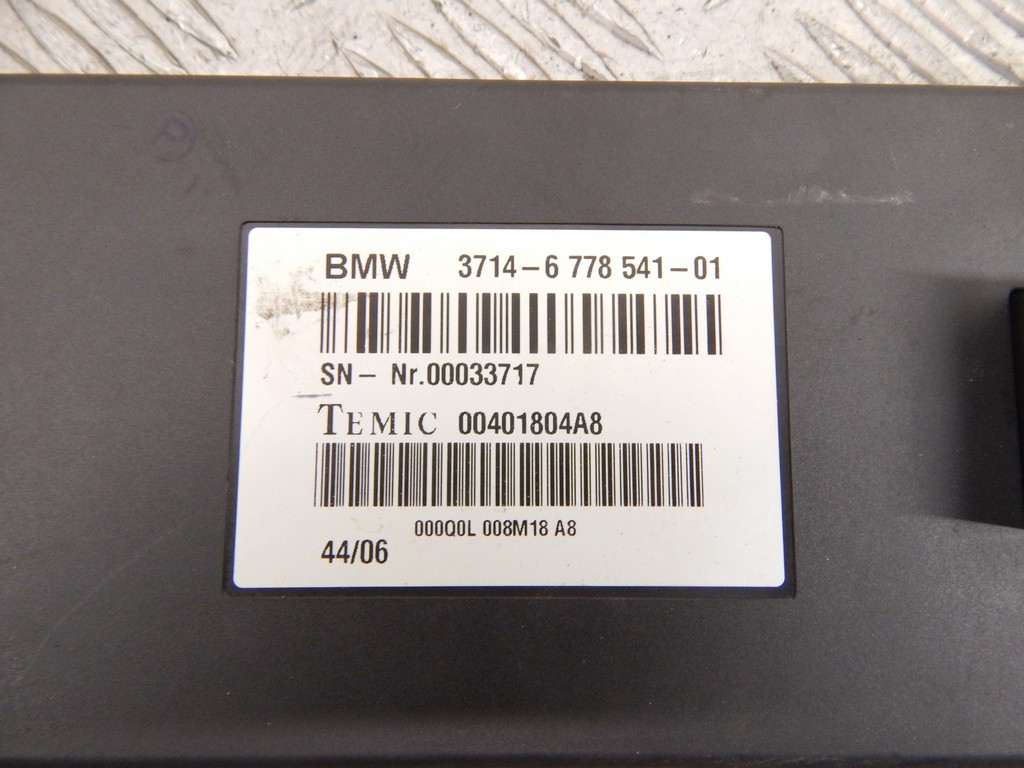 BMW 3714-6 778 541-01
SN- Nr.00033717
TEMIC 00401804A8
000Q0L 008M18 A8
44/06